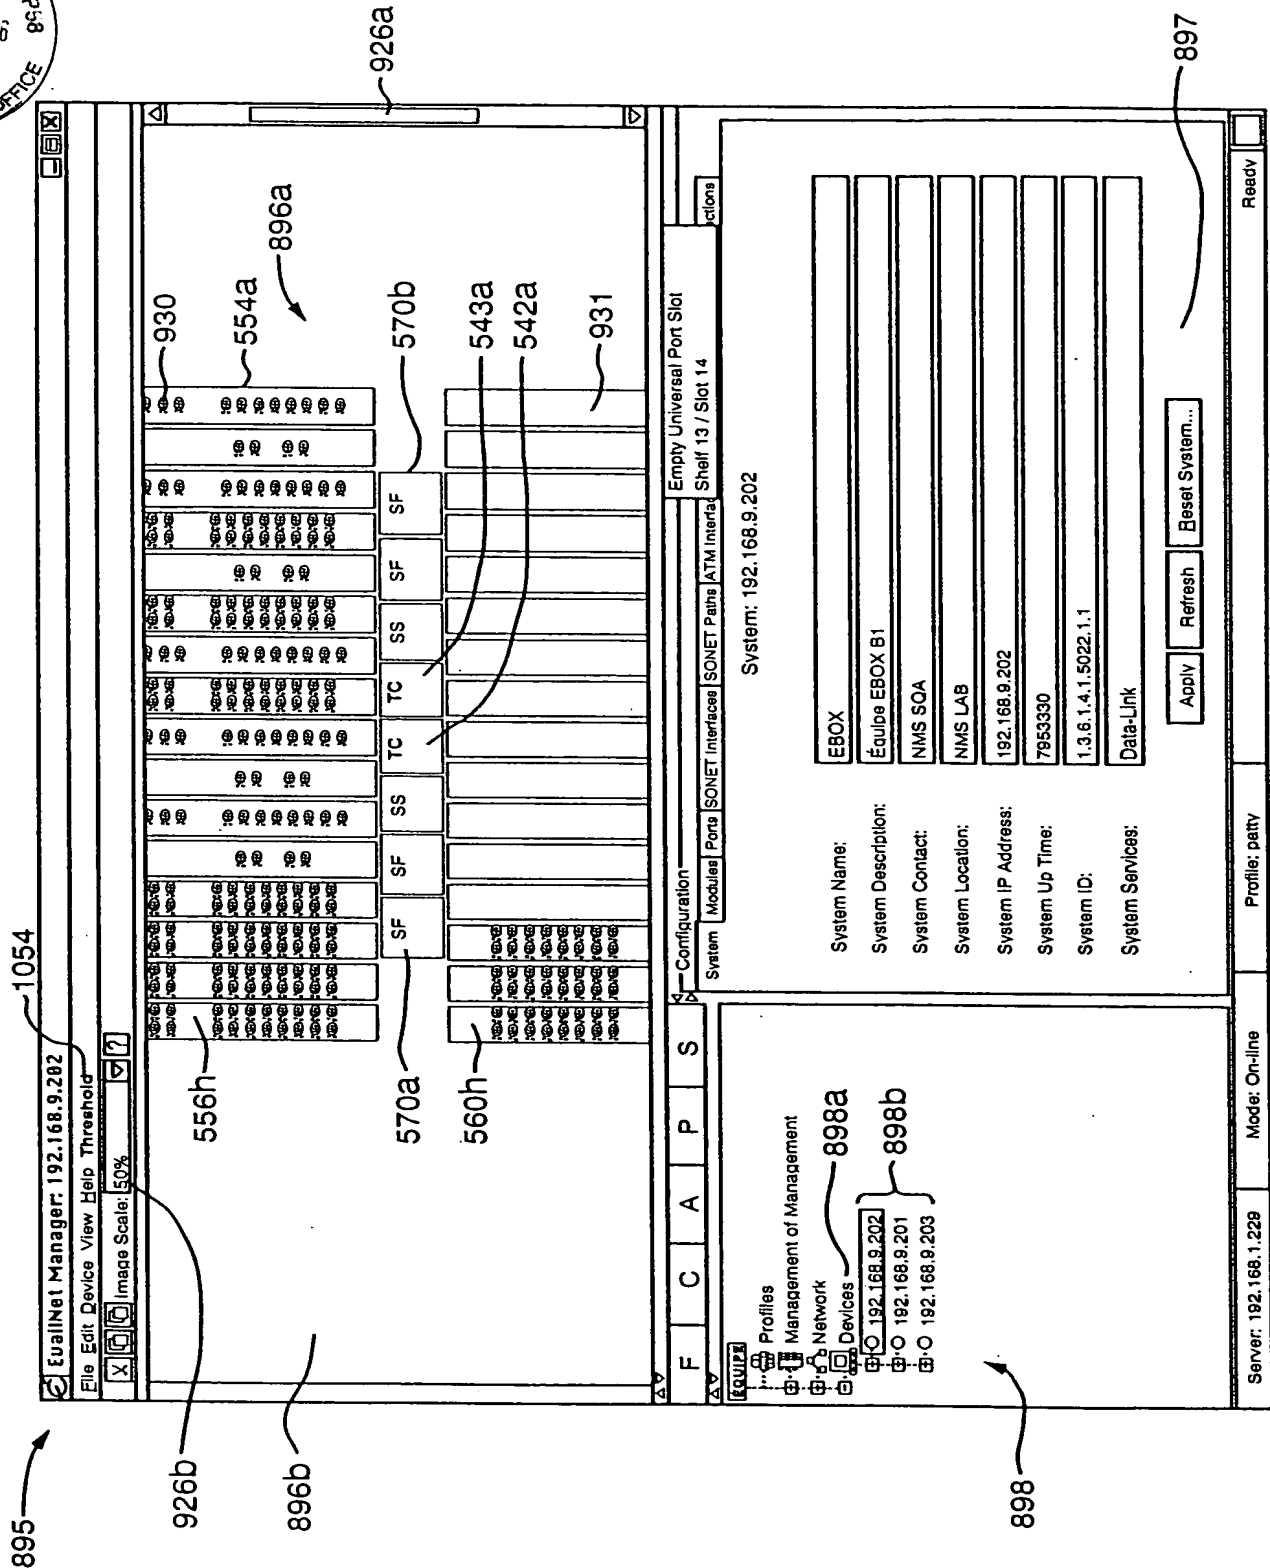 895
1054
EuallNet Manager: 192.168.9.202
File Edit Device View Help Threshold
Image Scale: 50%
?
926b
896b
556h
570a
560h
930
554a
896a
926a
570b
543a
542a
931
SF SF SS TC TC SS SF SF
F C A P S
EQUIPE
Profiles
Management of Management
Network
Devices
192.168.9.202
192.168.9.201
192.168.9.203
898a
898b
898
Configuration
System Modules Ports SONET Interfaces SONET Paths ATM Interfac ections
Empty Universal Port Slot
Shelf 13 / Slot 14
System: 192.168.9.202
System Name: EBOX
System Description: Équipe EBOX B1
System Contact: NMS SQA
System Location: NMS LAB
System IP Address: 192.168.9.202
System Up Time: 7953330
System ID: 1.3.6.1.4.1.5022.1.1
System Services: Data-Link
Apply Refresh Beset System...
897
Server: 192.168.1.229 Mode: On-line Profile: patty Ready
OFFICE